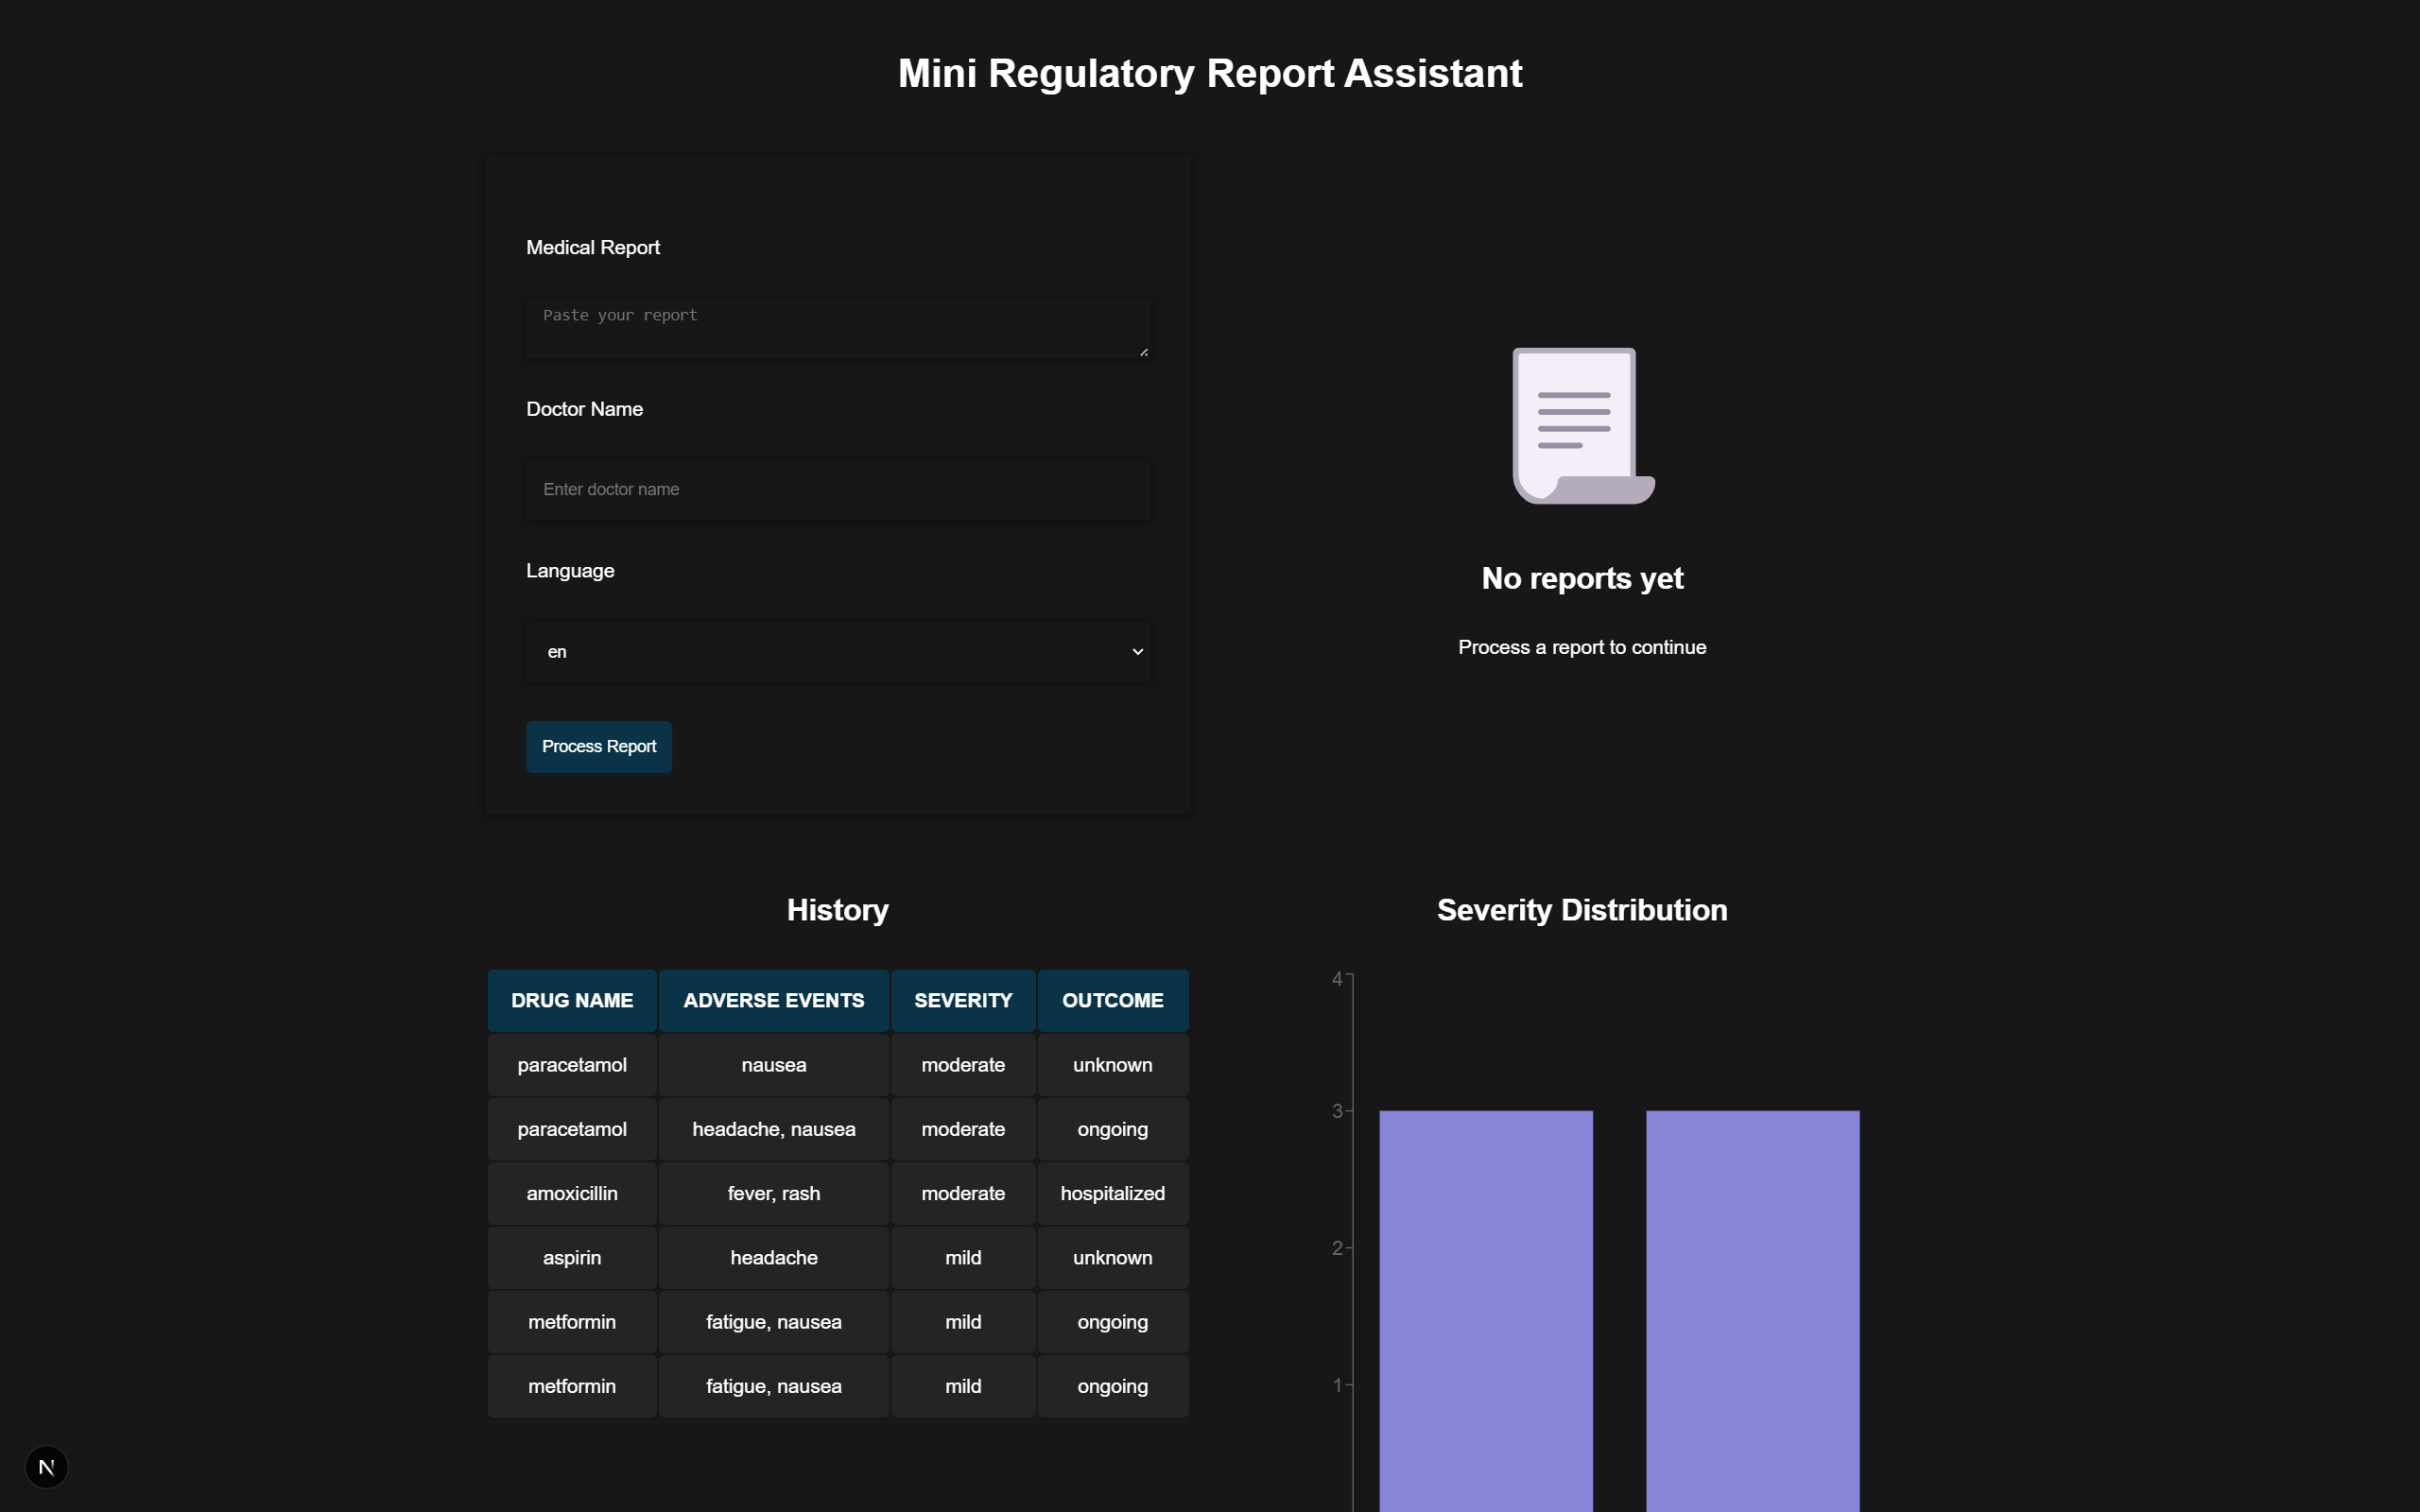 Mini Regulatory Report Assistant
Medical Report
Paste your report
Doctor Name
Enter doctor name
Language
en
Process Report
No reports yet
Process a report to continue
History
DRUG NAME ADVERSE EVENTS SEVERITY OUTCOME
paracetamol nausea moderate unknown
paracetamol headache, nausea moderate ongoing
amoxicillin fever, rash moderate hospitalized
aspirin headache mild unknown
metformin fatigue, nausea mild ongoing
metformin fatigue, nausea mild ongoing
Severity Distribution
4
3
2
1
N